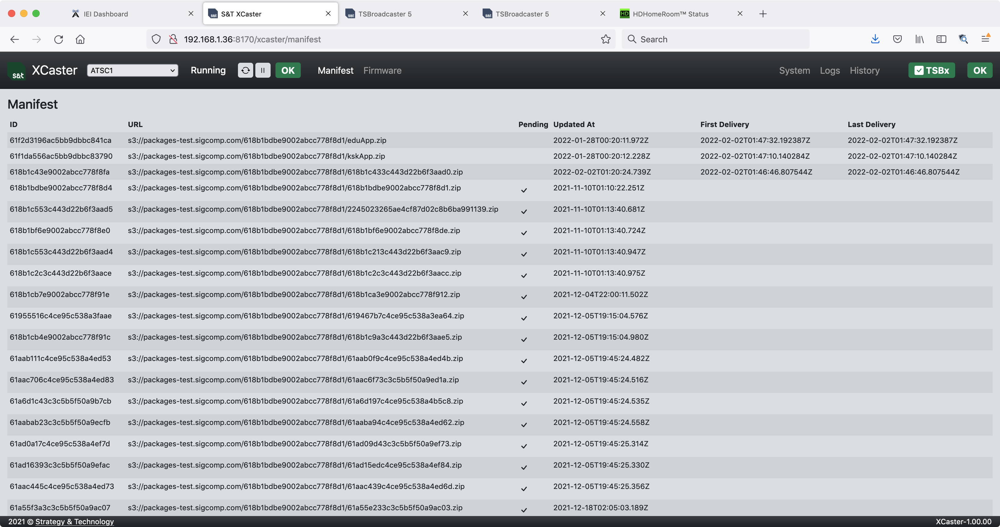 IEI Dashboard S&T XCaster TSBroadcaster 5 TSBroadcaster 5 HD HDHomeRoom™ Status
192.168.1.36:8170/xcaster/manifest Search
s&t XCaster ATSC1 Running OK Manifest Firmware System Logs History TSBx OK
Manifest
ID URL Pending Updated At First Delivery Last Delivery
61f2d3196ac5bb9dbbc841ca s3://packages-test.sigcomp.com/618b1bdbe9002abcc778f8d1/eduApp.zip 2022-01-28T00:20:11.972Z 2022-02-02T01:47:32.192387Z 2022-02-02T01:47:32.192387Z
61f1da556ac5bb9dbbc83790 s3://packages-test.sigcomp.com/618b1bdbe9002abcc778f8d1/kskApp.zip 2022-01-28T00:20:12.228Z 2022-02-02T01:47:10.140284Z 2022-02-02T01:47:10.140284Z
618b1c43e9002abcc778f8fa s3://packages-test.sigcomp.com/618b1bdbe9002abcc778f8d1/618b1c433c443d22b6f3aad0.zip 2022-02-02T01:20:24.739Z 2022-02-02T01:46:46.807544Z 2022-02-02T01:46:46.807544Z
618b1bdbe9002abcc778f8d4 s3://packages-test.sigcomp.com/618b1bdbe9002abcc778f8d1/618b1bdbe9002abcc778f8d1.zip 2021-11-10T01:10:22.251Z
618b1c553c443d22b6f3aad5 s3://packages-test.sigcomp.com/618b1bdbe9002abcc778f8d1/2245023265ae4cf87d02c8b6ba991139.zip 2021-11-10T01:13:40.681Z
618b1bf6e9002abcc778f8e0 s3://packages-test.sigcomp.com/618b1bdbe9002abcc778f8d1/618b1bf6e9002abcc778f8de.zip 2021-11-10T01:13:40.724Z
618b1c553c443d22b6f3aad4 s3://packages-test.sigcomp.com/618b1bdbe9002abcc778f8d1/618b1c213c443d22b6f3aac9.zip 2021-11-10T01:13:40.947Z
618b1c2c3c443d22b6f3aace s3://packages-test.sigcomp.com/618b1bdbe9002abcc778f8d1/618b1c2c3c443d22b6f3aacc.zip 2021-11-10T01:13:40.975Z
618b1cb7e9002abcc778f91e s3://packages-test.sigcomp.com/618b1bdbe9002abcc778f8d1/618b1ca3e9002abcc778f912.zip 2021-12-04T22:00:11.502Z
61955516c4ce95c538a3faae s3://packages-test.sigcomp.com/618b1bdbe9002abcc778f8d1/619467b7c4ce95c538a3ea64.zip 2021-12-05T19:15:04.576Z
618b1cb4e9002abcc778f91c s3://packages-test.sigcomp.com/618b1bdbe9002abcc778f8d1/618b1c9a3c443d22b6f3aae5.zip 2021-12-05T19:15:04.980Z
61aab111c4ce95c538a4ed53 s3://packages-test.sigcomp.com/618b1bdbe9002abcc778f8d1/61aab0f9c4ce95c538a4ed4b.zip 2021-12-05T19:45:24.482Z
61aac706c4ce95c538a4ed83 s3://packages-test.sigcomp.com/618b1bdbe9002abcc778f8d1/61aac6f73c3c5b5f50a9ed1a.zip 2021-12-05T19:45:24.516Z
61a6d1c43c3c5b5f50a9b7cb s3://packages-test.sigcomp.com/618b1bdbe9002abcc778f8d1/61a6d197c4ce95c538a4b5c8.zip 2021-12-05T19:45:24.535Z
61aabab23c3c5b5f50a9ecfb s3://packages-test.sigcomp.com/618b1bdbe9002abcc778f8d1/61aaba94c4ce95c538a4ed62.zip 2021-12-05T19:45:24.558Z
61ad0a17c4ce95c538a4ef7d s3://packages-test.sigcomp.com/618b1bdbe9002abcc778f8d1/61ad09d43c3c5b5f50a9ef73.zip 2021-12-05T19:45:25.314Z
61ad16393c3c5b5f50a9efac s3://packages-test.sigcomp.com/618b1bdbe9002abcc778f8d1/61ad15edc4ce95c538a4ef84.zip 2021-12-05T19:45:25.330Z
61aac445c4ce95c538a4ed73 s3://packages-test.sigcomp.com/618b1bdbe9002abcc778f8d1/61aac439c4ce95c538a4ed6d.zip 2021-12-05T19:45:25.356Z
61a55f3a3c3c5b5f50a9ac07 s3://packages-test.sigcomp.com/618b1bdbe9002abcc778f8d1/61a55e233c3c5b5f50a9ac03.zip 2021-12-18T02:05:03.189Z
2021 © Strategy & Technology XCaster-1.00.00